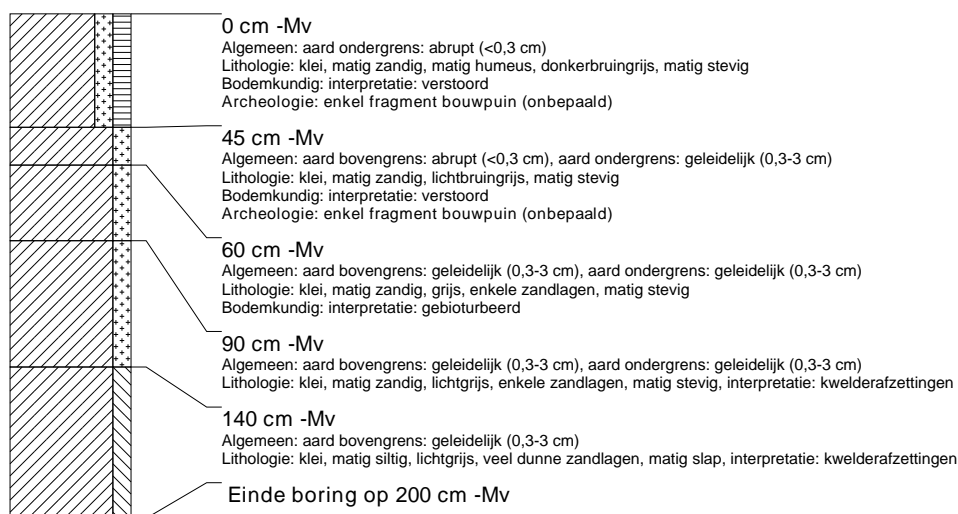 0 cm -Mv
Algemeen: aard ondergrens: abrupt (<0,3 cm)
Lithologie: klei, matig zandig, matig humeus, donkerbruingrijs, matig stevig
Bodemkundig: interpretatie: verstoord
Archeologie: enkel fragment bouwpuin (onbepaald)
45 cm -Mv
Algemeen: aard bovengrens: abrupt (<0,3 cm), aard ondergrens: geleidelijk (0,3-3 cm)
Lithologie: klei, matig zandig, lichtbruingrijs, matig stevig
Bodemkundig: interpretatie: verstoord
Archeologie: enkel fragment bouwpuin (onbepaald)
60 cm -Mv
Algemeen: aard bovengrens: geleidelijk (0,3-3 cm), aard ondergrens: geleidelijk (0,3-3 cm)
Lithologie: klei, matig zandig, grijs, enkele zandlagen, matig stevig
Bodemkundig: interpretatie: gebioturbeerd
90 cm -Mv
Algemeen: aard bovengrens: geleidelijk (0,3-3 cm), aard ondergrens: geleidelijk (0,3-3 cm)
Lithologie: klei, matig zandig, lichtgrijs, enkele zandlagen, matig stevig, interpretatie: kwelderafzettingen
140 cm -Mv
Algemeen: aard bovengrens: geleidelijk (0,3-3 cm)
Lithologie: klei, matig siltig, lichtgrijs, veel dunne zandlagen, matig slap, interpretatie: kwelderafzettingen
Einde boring op 200 cm -Mv